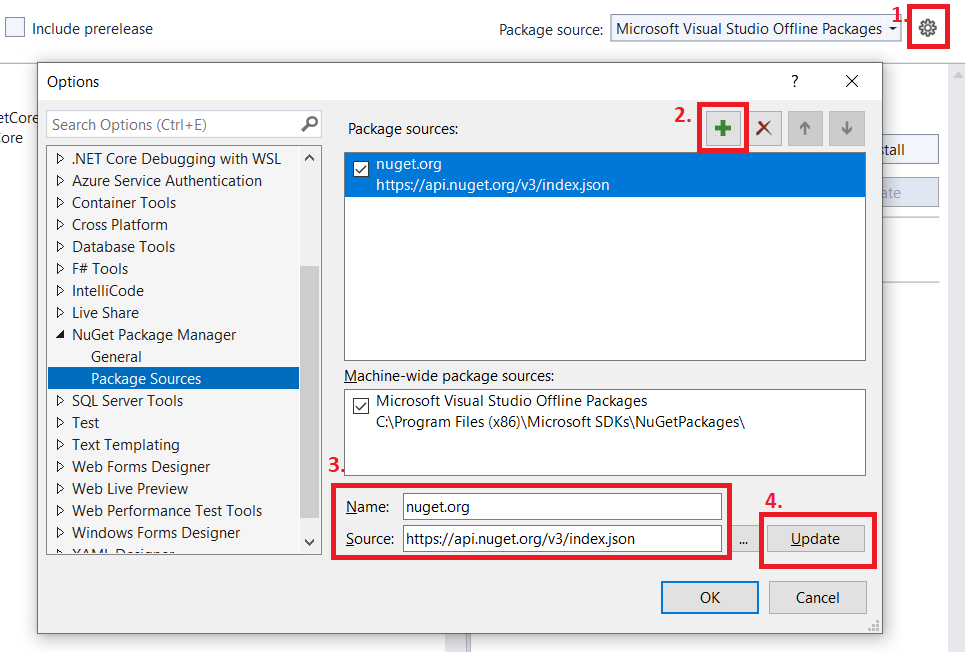 Include prerelease
Package source: Microsoft Visual Studio Offline Packages
1.
Options
?
etCore
ore
Search Options (Ctrl+E)
Package sources:
2.
.NET Core Debugging with WSL
Azure Service Authentication
Container Tools
Cross Platform
Database Tools
F# Tools
IntelliCode
Live Share
NuGet Package Manager
General
Package Sources
SQL Server Tools
Test
Text Templating
Web Forms Designer
Web Live Preview
Web Performance Test Tools
Windows Forms Designer
XAML Designer
nuget.org
https://api.nuget.org/v3/index.json
tall
ate
Machine-wide package sources:
Microsoft Visual Studio Offline Packages
C:\Program Files (x86)\Microsoft SDKs\NuGetPackages\
3.
Name: nuget.org
Source: https://api.nuget.org/v3/index.json
...
4.
Update
OK
Cancel